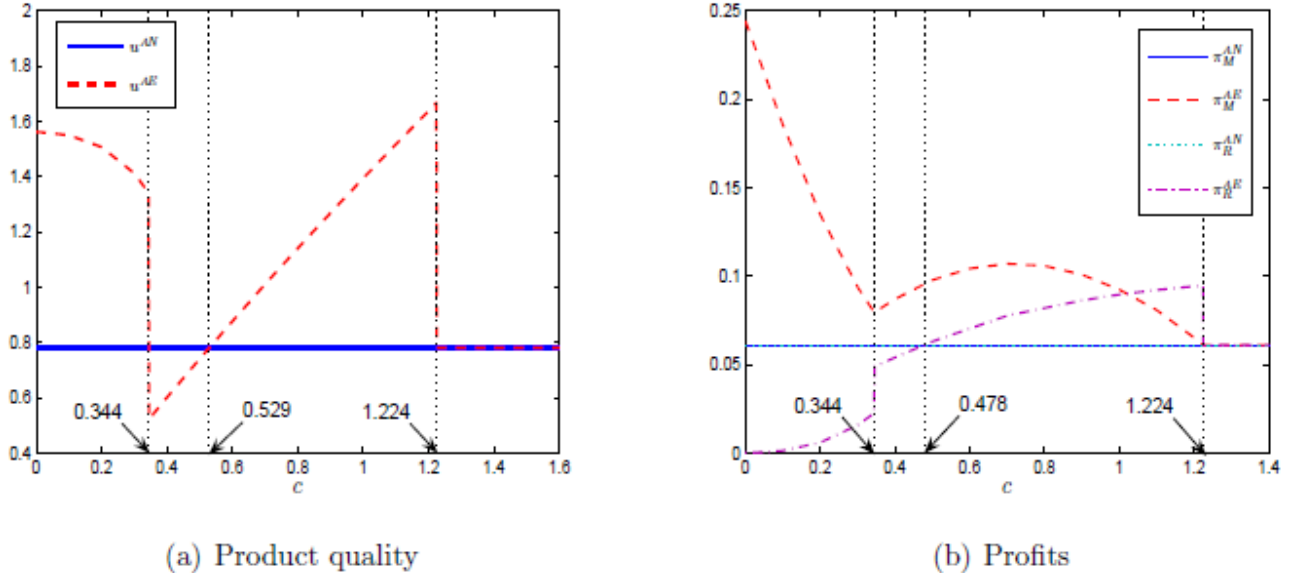 2
1.8
1.6
1.4
1.2
1
0.8
0.6
0.4
u^{AN}
u^{AE}
0.344
0.529
1.224
0 0.2 0.4 0.6 0.8 1 1.2 1.4 1.6
c
(a) Product quality
0.25
0.2
0.15
0.1
0.05
0
π_M^{AN}
π_M^{AE}
π_R^{AN}
π_R^{AE}
0.344
0.478
1.224
0 0.2 0.4 0.6 0.8 1 1.2 1.4
c
(b) Profits